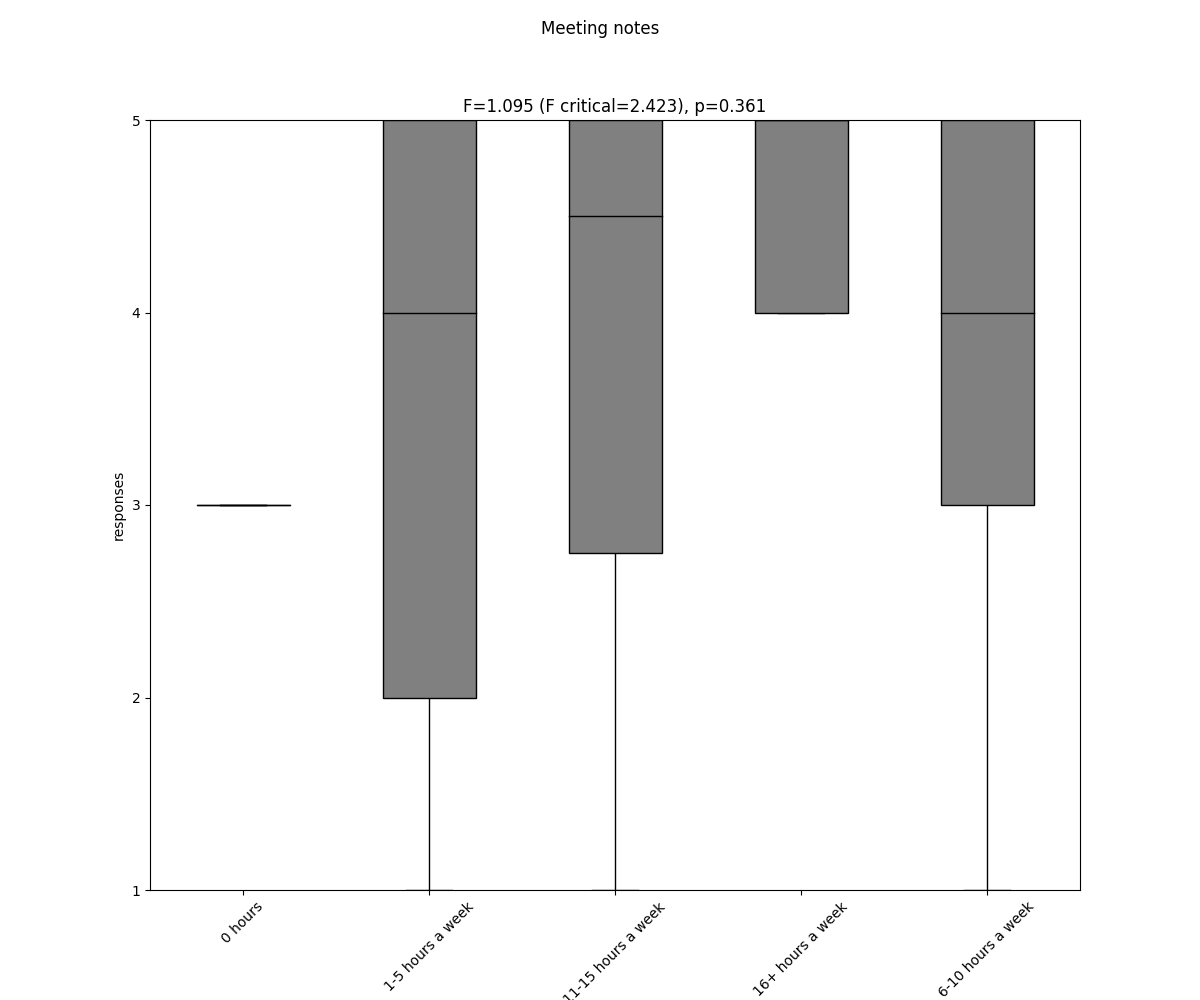 Meeting notes
F=1.095 (F critical=2.423), p=0.361
5
4
3
2
1
responses
0 hours
1-5 hours a week
11-15 hours a week
16+ hours a week
6-10 hours a week